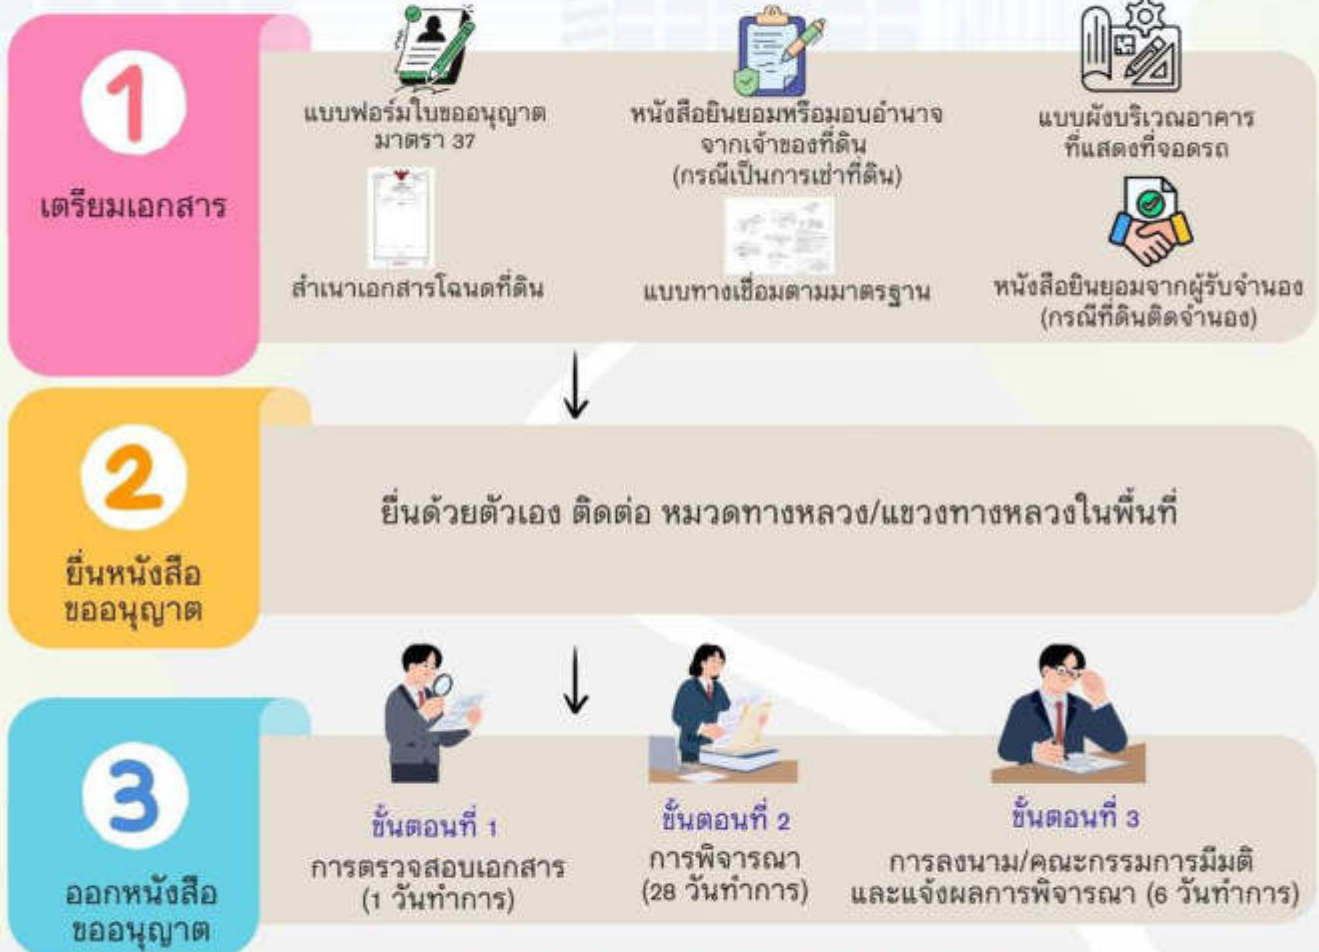 1
เตรียมเอกสาร
แบบฟอร์มใบขออนุญาต
มาตรา 37
หนังสือยินยอมหรือมอบอำนาจ
จากเจ้าของที่ดิน
(กรณีเป็นการเช่าที่ดิน)
แบบผังบริเวณอาคาร
ที่แสดงที่จอดรถ
สำเนาเอกสารโฉนดที่ดิน
แบบทางเชื่อมตามมาตรฐาน
หนังสือยินยอมจากผู้รับจำนอง
(กรณีที่ดินติดจำนอง)
2
ยื่นหนังสือ
ขออนุญาต
ยื่นด้วยตัวเอง ติดต่อ หมวดทางหลวง/แขวงทางหลวงในพื้นที่
3
ออกหนังสือ
ขออนุญาต
ขั้นตอนที่ 1
การตรวจสอบเอกสาร
(1 วันทำการ)
ขั้นตอนที่ 2
การพิจารณา
(28 วันทำการ)
ขั้นตอนที่ 3
การลงนาม/คณะกรรมการมีมติ
และแจ้งผลการพิจารณา (6 วันทำการ)